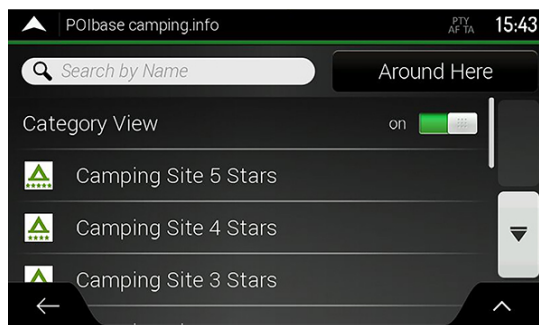 POIbase camping.info
PTY
AF TA
15:43
Search by Name
Around Here
Category View
on
Camping Site 5 Stars
Camping Site 4 Stars
Camping Site 3 Stars